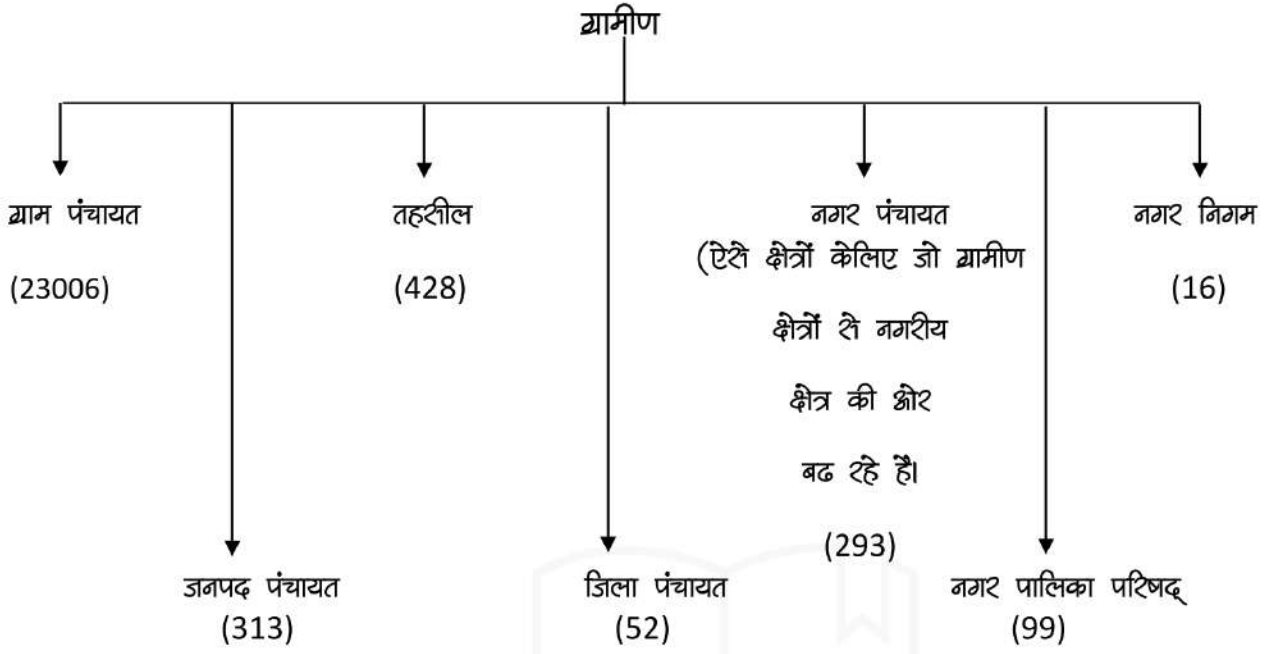 ग्रामीण
ग्राम पंचायत
(23006)
जनपद पंचायत
(313)
तहसील
(428)
जिला पंचायत
(52)
नगर पंचायत
(ऐसे क्षेत्रों केलिए जो ग्रामीण
क्षेत्रों से नगरीय
क्षेत्र की ओर
बढ रहे है।
(293)
नगर पालिका परिषद्
(99)
नगर निगम
(16)